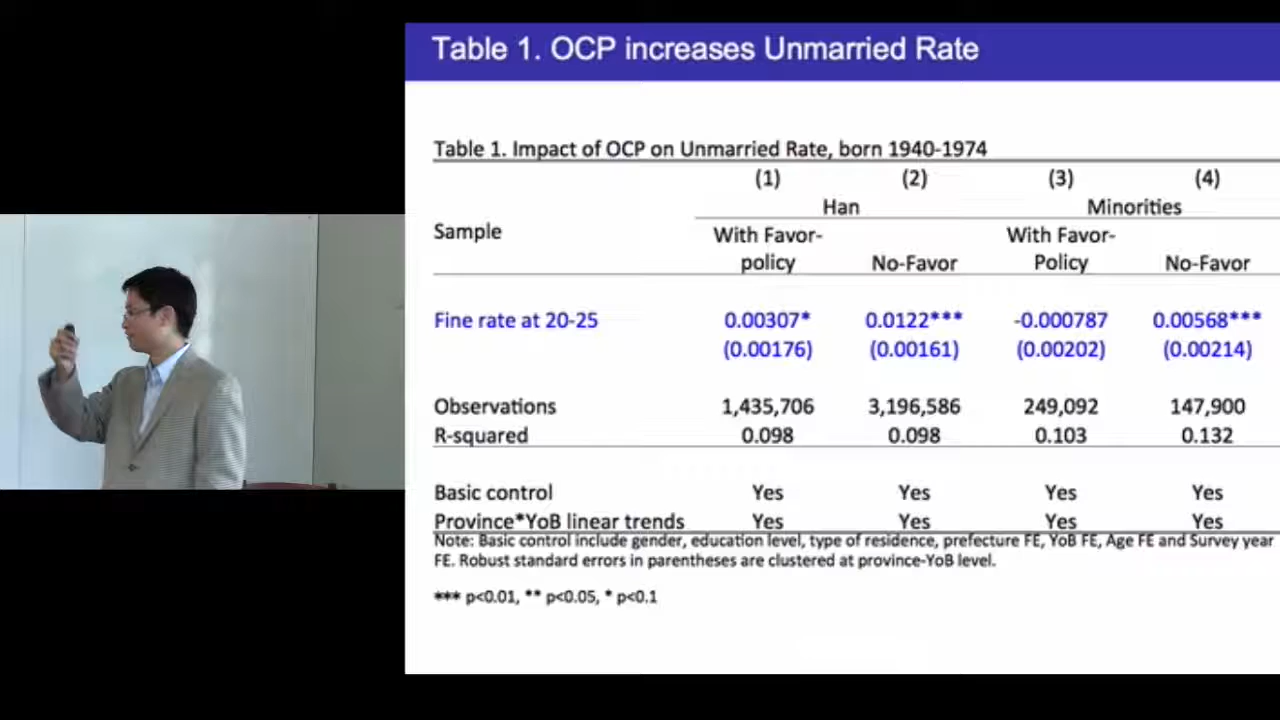 Table 1. OCP increases Unmarried Rate
Table 1. Impact of OCP on Unmarried Rate, born 1940-1974
(1) (2) (3) (4)
Han Minorities
Sample With Favor-policy No-Favor With Favor-Policy No-Favor
Fine rate at 20-25 0.00307* 0.0122*** -0.000787 0.00568***
(0.00176) (0.00161) (0.00202) (0.00214)
Observations 1,435,706 3,196,586 249,092 147,900
R-squared 0.098 0.098 0.103 0.132
Basic control Yes Yes Yes Yes
Province*YoB linear trends Yes Yes Yes Yes
Note: Basic control include gender, education level, type of residence, prefecture FE, YoB FE, Age FE and Survey year
FE. Robust standard errors in parentheses are clustered at province-YoB level.
*** p<0.01, ** p<0.05, * p<0.1